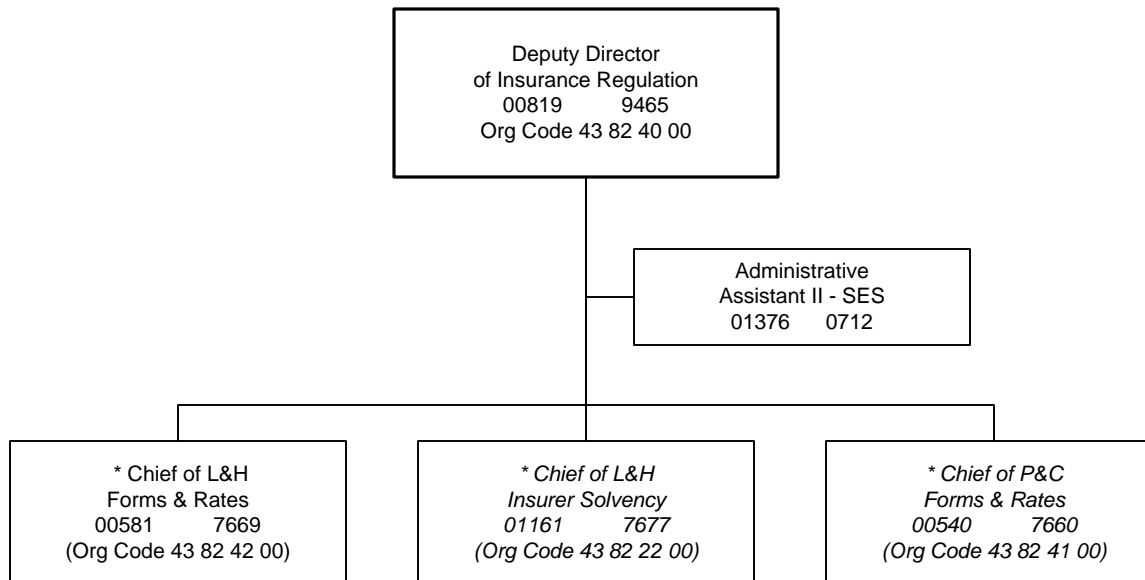 Deputy Director
of Insurance Regulation
00819 9465
Org Code 43 82 40 00
Administrative
Assistant II - SES
01376 0712
* Chief of L&H
Forms & Rates
00581 7669
(Org Code 43 82 42 00)
* Chief of L&H
Insurer Solvency
01161 7677
(Org Code 43 82 22 00)
* Chief of P&C
Forms & Rates
00540 7660
(Org Code 43 82 41 00)